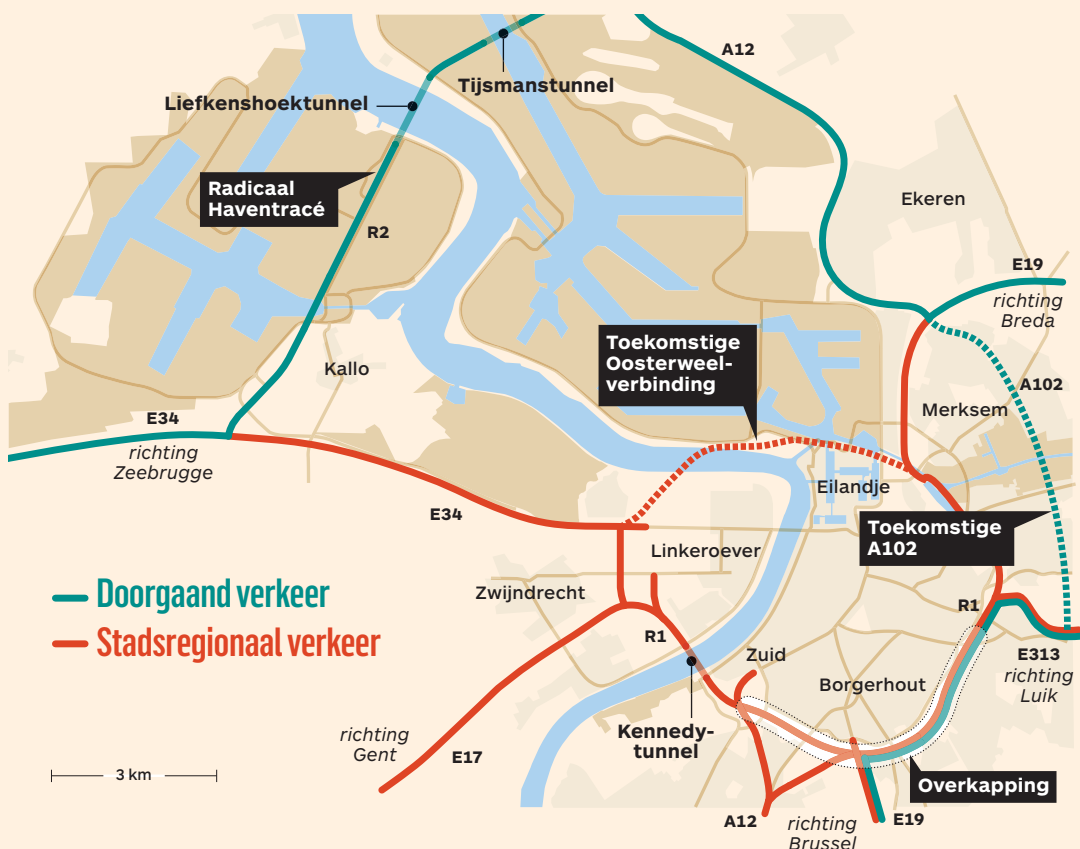 A12
Tijsmanstunnel
Liefkenshoektunnel
Radicaal
Haventracé
R2
Ekeren
E19
richting
Breda
Toekomstige
Oosterweel-
verbinding
Kallo
A102
Merksem
E34
richting
Zeebrugge
Eilandje
E34
Toekomstige
A102
Linkeroever
Zwijndrecht
Doorgaand verkeer
Stadsregionaal verkeer
R1
R1
Zuid
E313
richting
Luik
Borgerhout
Kennedy-
tunnel
richting
Gent
E17
3 km
Overkapping
A12
richting
Brussel
E19